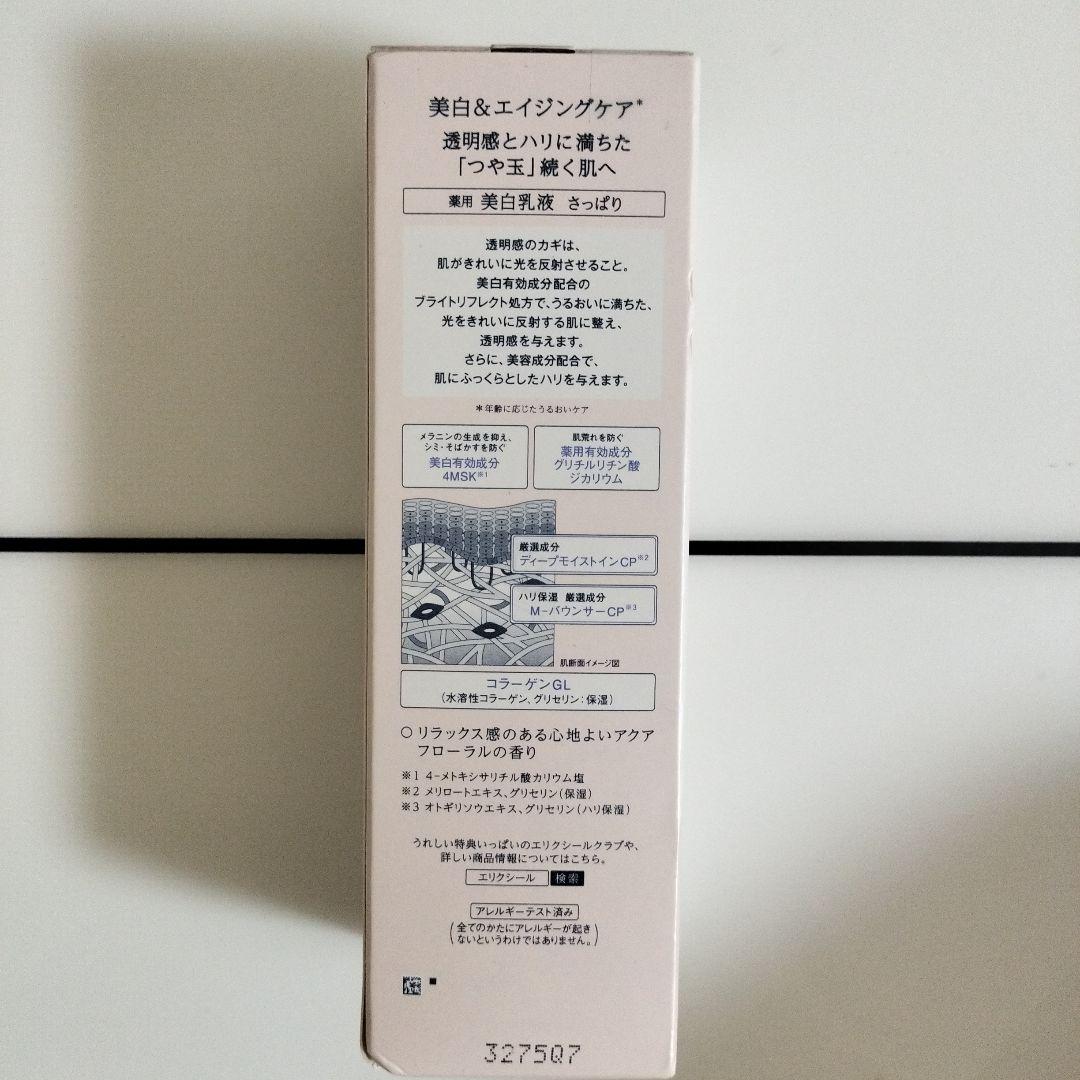 美白&エイジングケア*
透明感とハリに満ちた
「つや玉」続く肌へ
薬用 美白乳液 さっぱり
透明感のカギは、
肌がきれいに光を反射させること。
美白有効成分配合の
ブライトリフレクト処方で、うるおいに満ちた、
光をきれいに反射する肌に整え、
透明感を与えます。
さらに、美容成分配合で、
肌にふっくらとしたハリを与えます。
*年齢に応じたうるおいケア
メラニンの生成を抑え、
シミ・そばかすを防ぐ
美白有効成分
4MSK※1
肌荒れを防ぐ
薬用有効成分
グリチルリチン酸
ジカリウム
厳選成分
ディープモイストインCP※2
ハリ保湿 厳選成分
M-バウンサーCP※3
肌断面イメージ図
コラーゲンGL
(水溶性コラーゲン、グリセリン:保湿)
○リラックス感のある心地よいアクア
フローラルの香り
※1 4-メトキシサリチル酸カリウム塩
※2 メリロートエキス、グリセリン(保湿)
※3 オトギリソウエキス、グリセリン(ハリ保湿)
うれしい特典いっぱいのエリクシールクラブや、
詳しい商品情報についてはこちら。
エリクシール 検索
アレルギーテスト済み
(全てのかたにアレルギーが起き
ないというわけではありません。)
3275Q7